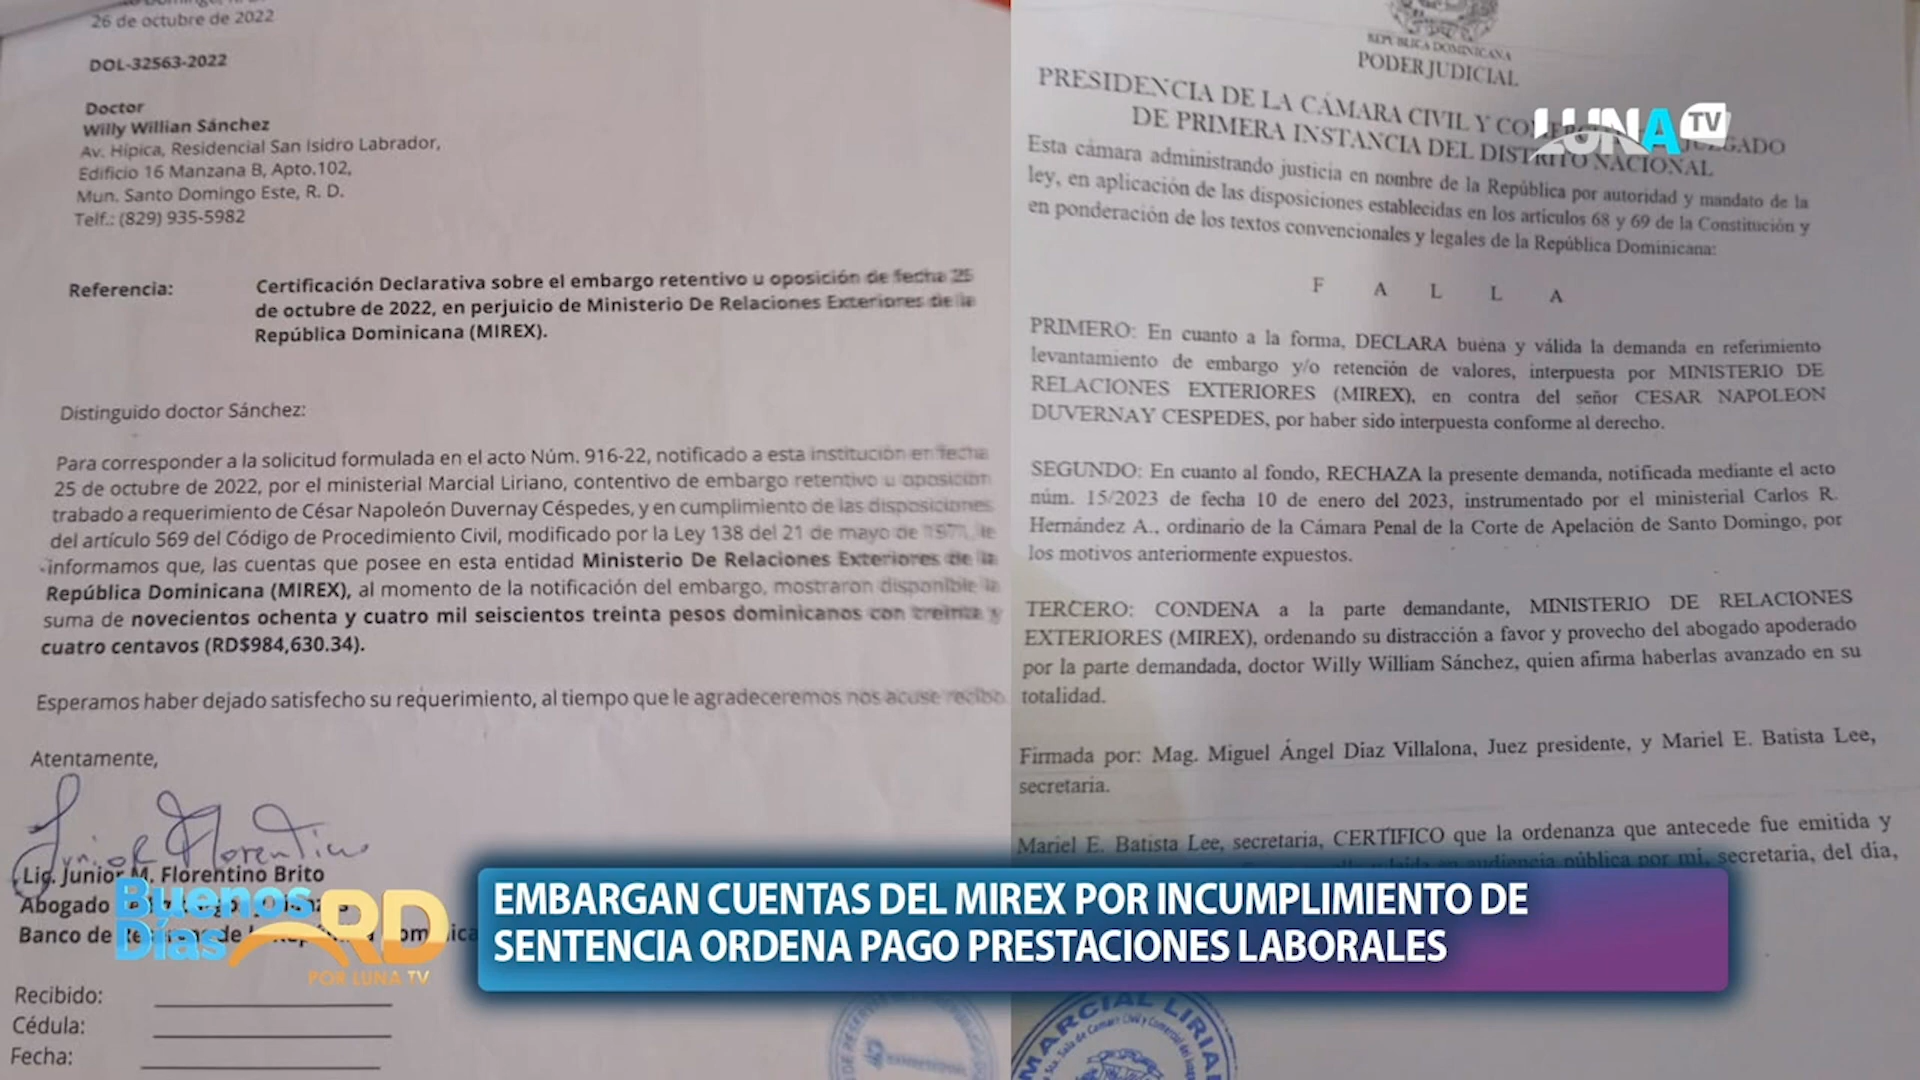 26 de octubre de 2022
DOL-32563-2022
Doctor
Willy Willian Sánchez
Av. Hípica, Residencial San Isidro Labrador,
Edificio 16 Manzana B, Apto.102,
Mun. Santo Domingo Este, R. D.
Telf.: (829) 935-5982
Referencia: Certificación Declarativa sobre el embargo retentivo u oposición de fecha 25
de octubre de 2022, en perjuicio de Ministerio De Relaciones Exteriores de la
República Dominicana (MIREX).
Distinguido doctor Sánchez:
Para corresponder a la solicitud formulada en el acto Núm. 916-22, notificado a esta institución en fecha
25 de octubre de 2022, por el ministerial Marcial Liriano, contentivo de embargo retentivo u oposición
trabado a requerimiento de César Napoleón Duvernay Céspedes, y en cumplimiento de las disposiciones
del artículo 569 del Código de Procedimiento Civil, modificado por la Ley 138 del 21 de mayo de 1971, le
informamos que, las cuentas que posee en esta entidad Ministerio De Relaciones Exteriores de la
República Dominicana (MIREX), al momento de la notificación del embargo, mostraron disponible la
suma de novecientos ochenta y cuatro mil seiscientos treinta pesos dominicanos con treinta y
cuatro centavos (RD$984,630.34).
Esperamos haber dejado satisfecho su requerimiento, al tiempo que le agradeceremos nos acuse recibo.
Atentamente,
Junior Florentino
Lic. Junior M. Florentino Brito
Abogado
Banco de
Recibido:
Cédula:
Fecha:
REPÚBLICA DOMINICANA
PODER JUDICIAL
PRESIDENCIA DE LA CÁMARA CIVIL Y JUZGADO
DE PRIMERA INSTANCIA DEL DISTRITO NACIONAL
Esta cámara administrando justicia en nombre de la República por autoridad y mandato de la
ley, en aplicación de las disposiciones establecidas en los artículos 68 y 69 de la Constitución y
en ponderación de los textos convencionales y legales de la República Dominicana:
F A L L A
PRIMERO: En cuanto a la forma, DECLARA buena y válida la demanda en referimiento
levantamiento de embargo y/o retención de valores, interpuesta por MINISTERIO DE
RELACIONES EXTERIORES (MIREX), en contra del señor CESAR NAPOLEON
DUVERNAY CESPEDES, por haber sido interpuesta conforme al derecho.
SEGUNDO: En cuanto al fondo, RECHAZA la presente demanda, notificada mediante el acto
núm. 15/2023 de fecha 10 de enero del 2023, instrumentado por el ministerial Carlos R.
Hernández A., ordinario de la Cámara Penal de la Corte de Apelación de Santo Domingo, por
los motivos anteriormente expuestos.
TERCERO: CONDENA a la parte demandante, MINISTERIO DE RELACIONES
EXTERIORES (MIREX), ordenando su distracción a favor y provecho del abogado apoderado
por la parte demandada, doctor Willy William Sánchez, quien afirma haberlas avanzado en su
totalidad.
Firmada por: Mag. Miguel Ángel Diaz Villalona, Juez presidente, y Mariel E. Batista Lee,
secretaria.
Mariel E. Batista Lee, secretaria, CERTIFICO que la ordenanza que antecede fue emitida y
audiencia pública por mi, secretaria, del día,
MARCIAL LIRIAN
LUNA TV
Buenos
Días RD
POR LUNA TV
EMBARGAN CUENTAS DEL MIREX POR INCUMPLIMIENTO DE
SENTENCIA ORDENA PAGO PRESTACIONES LABORALES